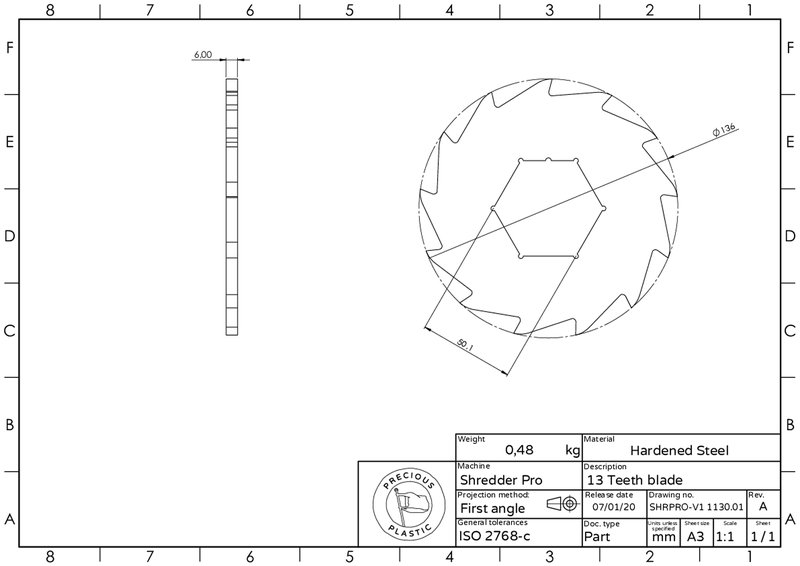 8 7 6 5 4 3 2 1
F F
E E
D D
C C
B B
A A
6,00
Ø136
50,1
Weight
0,48 kg
Material
Hardened Steel
Machine
Shredder Pro
Description
13 Teeth blade
Projection method:
First angle
Release date
07/01/20
Drawing no.
SHRPRO-V1 1130.01
Rev.
A
General tolerances
ISO 2768-c
Doc. type
Part
Units unless
specified
mm
Sheet size
A3
Scale
1:1
Sheet
1 / 1
PRECIOUS
PLASTIC
8 7 6 5 4 3 2 1